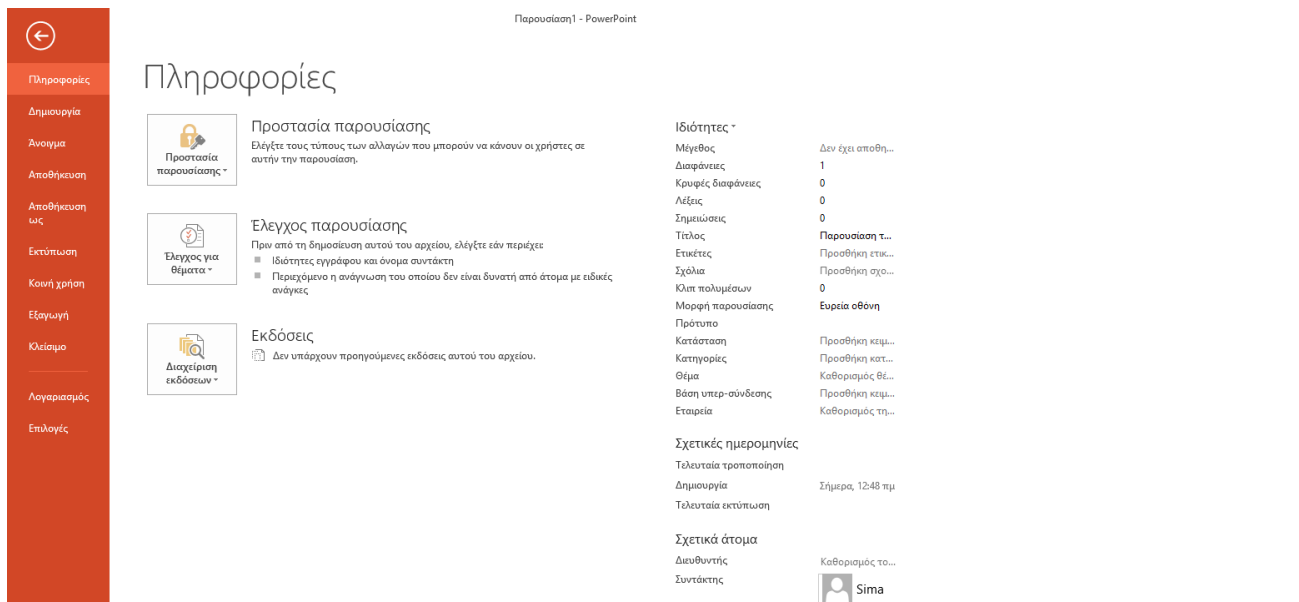 Παρουσίαση1 - PowerPoint
Πληροφορίες
Δημιουργία
Άνοιγμα
Αποθήκευση
Αποθήκευση
ως
Εκτύπωση
Κοινή χρήση
Εξαγωγή
Κλείσιμο
Λογαριασμός
Επιλογές
Πληροφορίες
Προστασία
παρουσίασης
Προστασία παρουσίασης
Ελέγξτε τους τύπους των αλλαγών που μπορούν να κάνουν οι χρήστες σε
αυτήν την παρουσίαση.
Έλεγχος για
θέματα
Έλεγχος παρουσίασης
Πριν από τη δημοσίευση αυτού του αρχείου, ελέγξτε εάν περιέχει:
Ιδιότητες εγγράφου και όνομα συντάκτη
Περιεχόμενο η ανάγνωση του οποίου δεν είναι δυνατή από άτομα με ειδικές
ανάγκες
Διαχείριση
εκδόσεων
Εκδόσεις
Δεν υπάρχουν προηγούμενες εκδόσεις αυτού του αρχείου.
Ιδιότητες
Μέγεθος Δεν έχει αποθη...
Διαφάνειες 1
Κρυφές διαφάνειες 0
Λέξεις 0
Σημειώσεις 0
Τίτλος Παρουσίαση τ...
Ετικέτες Προσθήκη ετικ...
Σχόλια Προσθήκη σχο...
Κλιπ πολυμέσων 0
Μορφή παρουσίασης Ευρεία οθόνη
Πρότυπο
Κατάσταση Προσθήκη κειμ...
Κατηγορίες Προσθήκη κατ...
Θέμα Καθορισμός θέ...
Βάση υπερ-σύνδεσης Προσθήκη κειμ...
Εταιρεία Καθορισμός τη...
Σχετικές ημερομηνίες
Τελευταία τροποποίηση
Δημιουργία Σήμερα, 12:48 πμ
Τελευταία εκτύπωση
Σχετικά άτομα
Διευθυντής Καθορισμός το...
Συντάκτης Sima